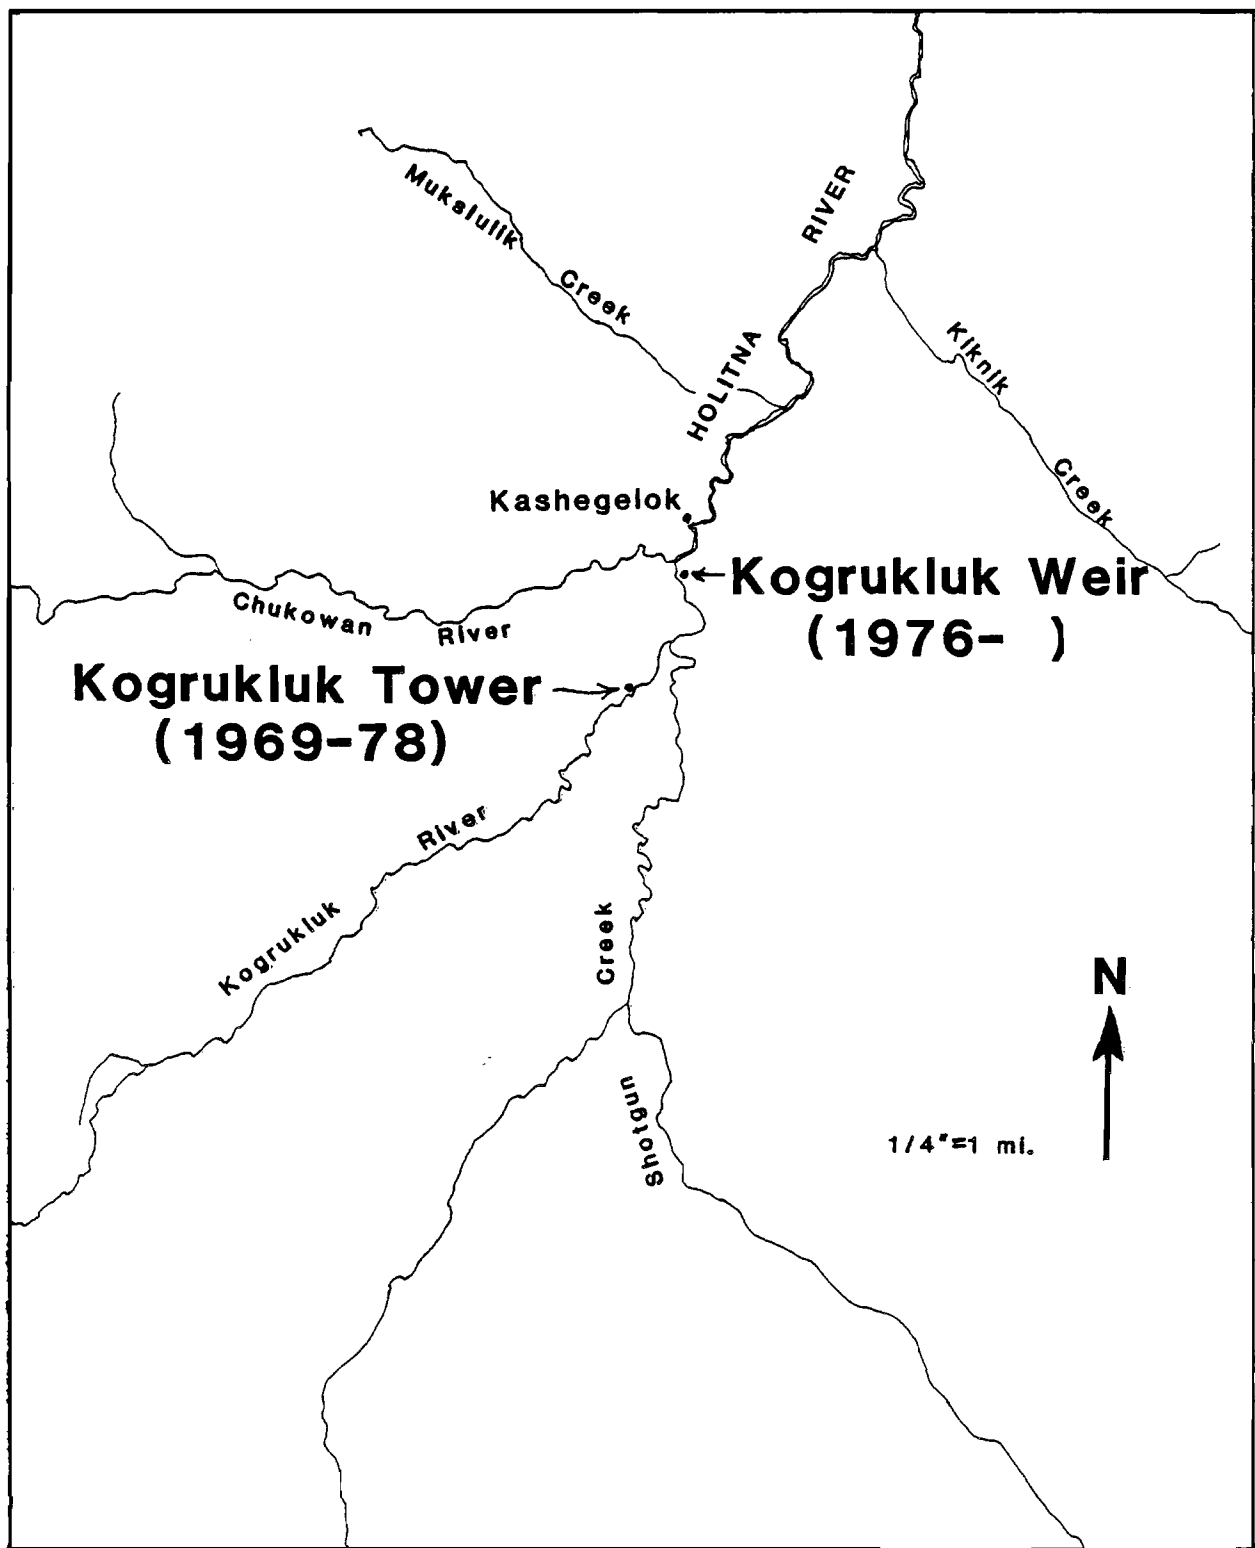 Mukslulik
Creek
HOLITNA
RIVER
Kiknik
Creek
Kashegelok
Kogrukluk Weir
(1976- )
Chukowan
River
Kogrukluk Tower
(1969-78)
Kogrukluk
River
Creek
Shotgun
N
1/4"=1 mi.